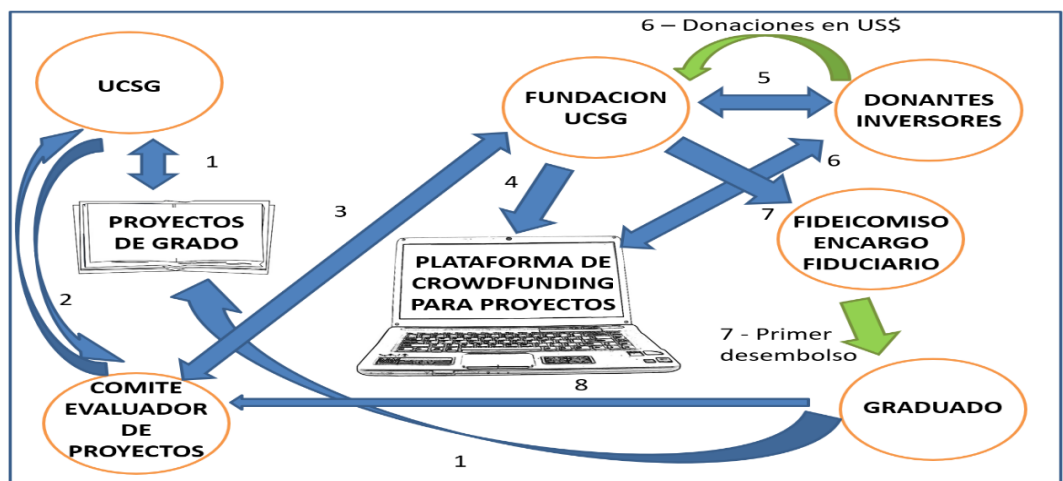 6 – Donaciones en US$
UCSG
FUNDACION
UCSG
5
DONANTES
INVERSORES
1
6
4
3
7
PROYECTOS
DE GRADO
FIDEICOMISO
ENCARGO
FIDUCIARIO
PLATAFORMA DE
CROWDFUNDING
PARA PROYECTOS
2
7 - Primer
desembolso
8
COMITE
EVALUADOR
DE
PROYECTOS
GRADUADO
1